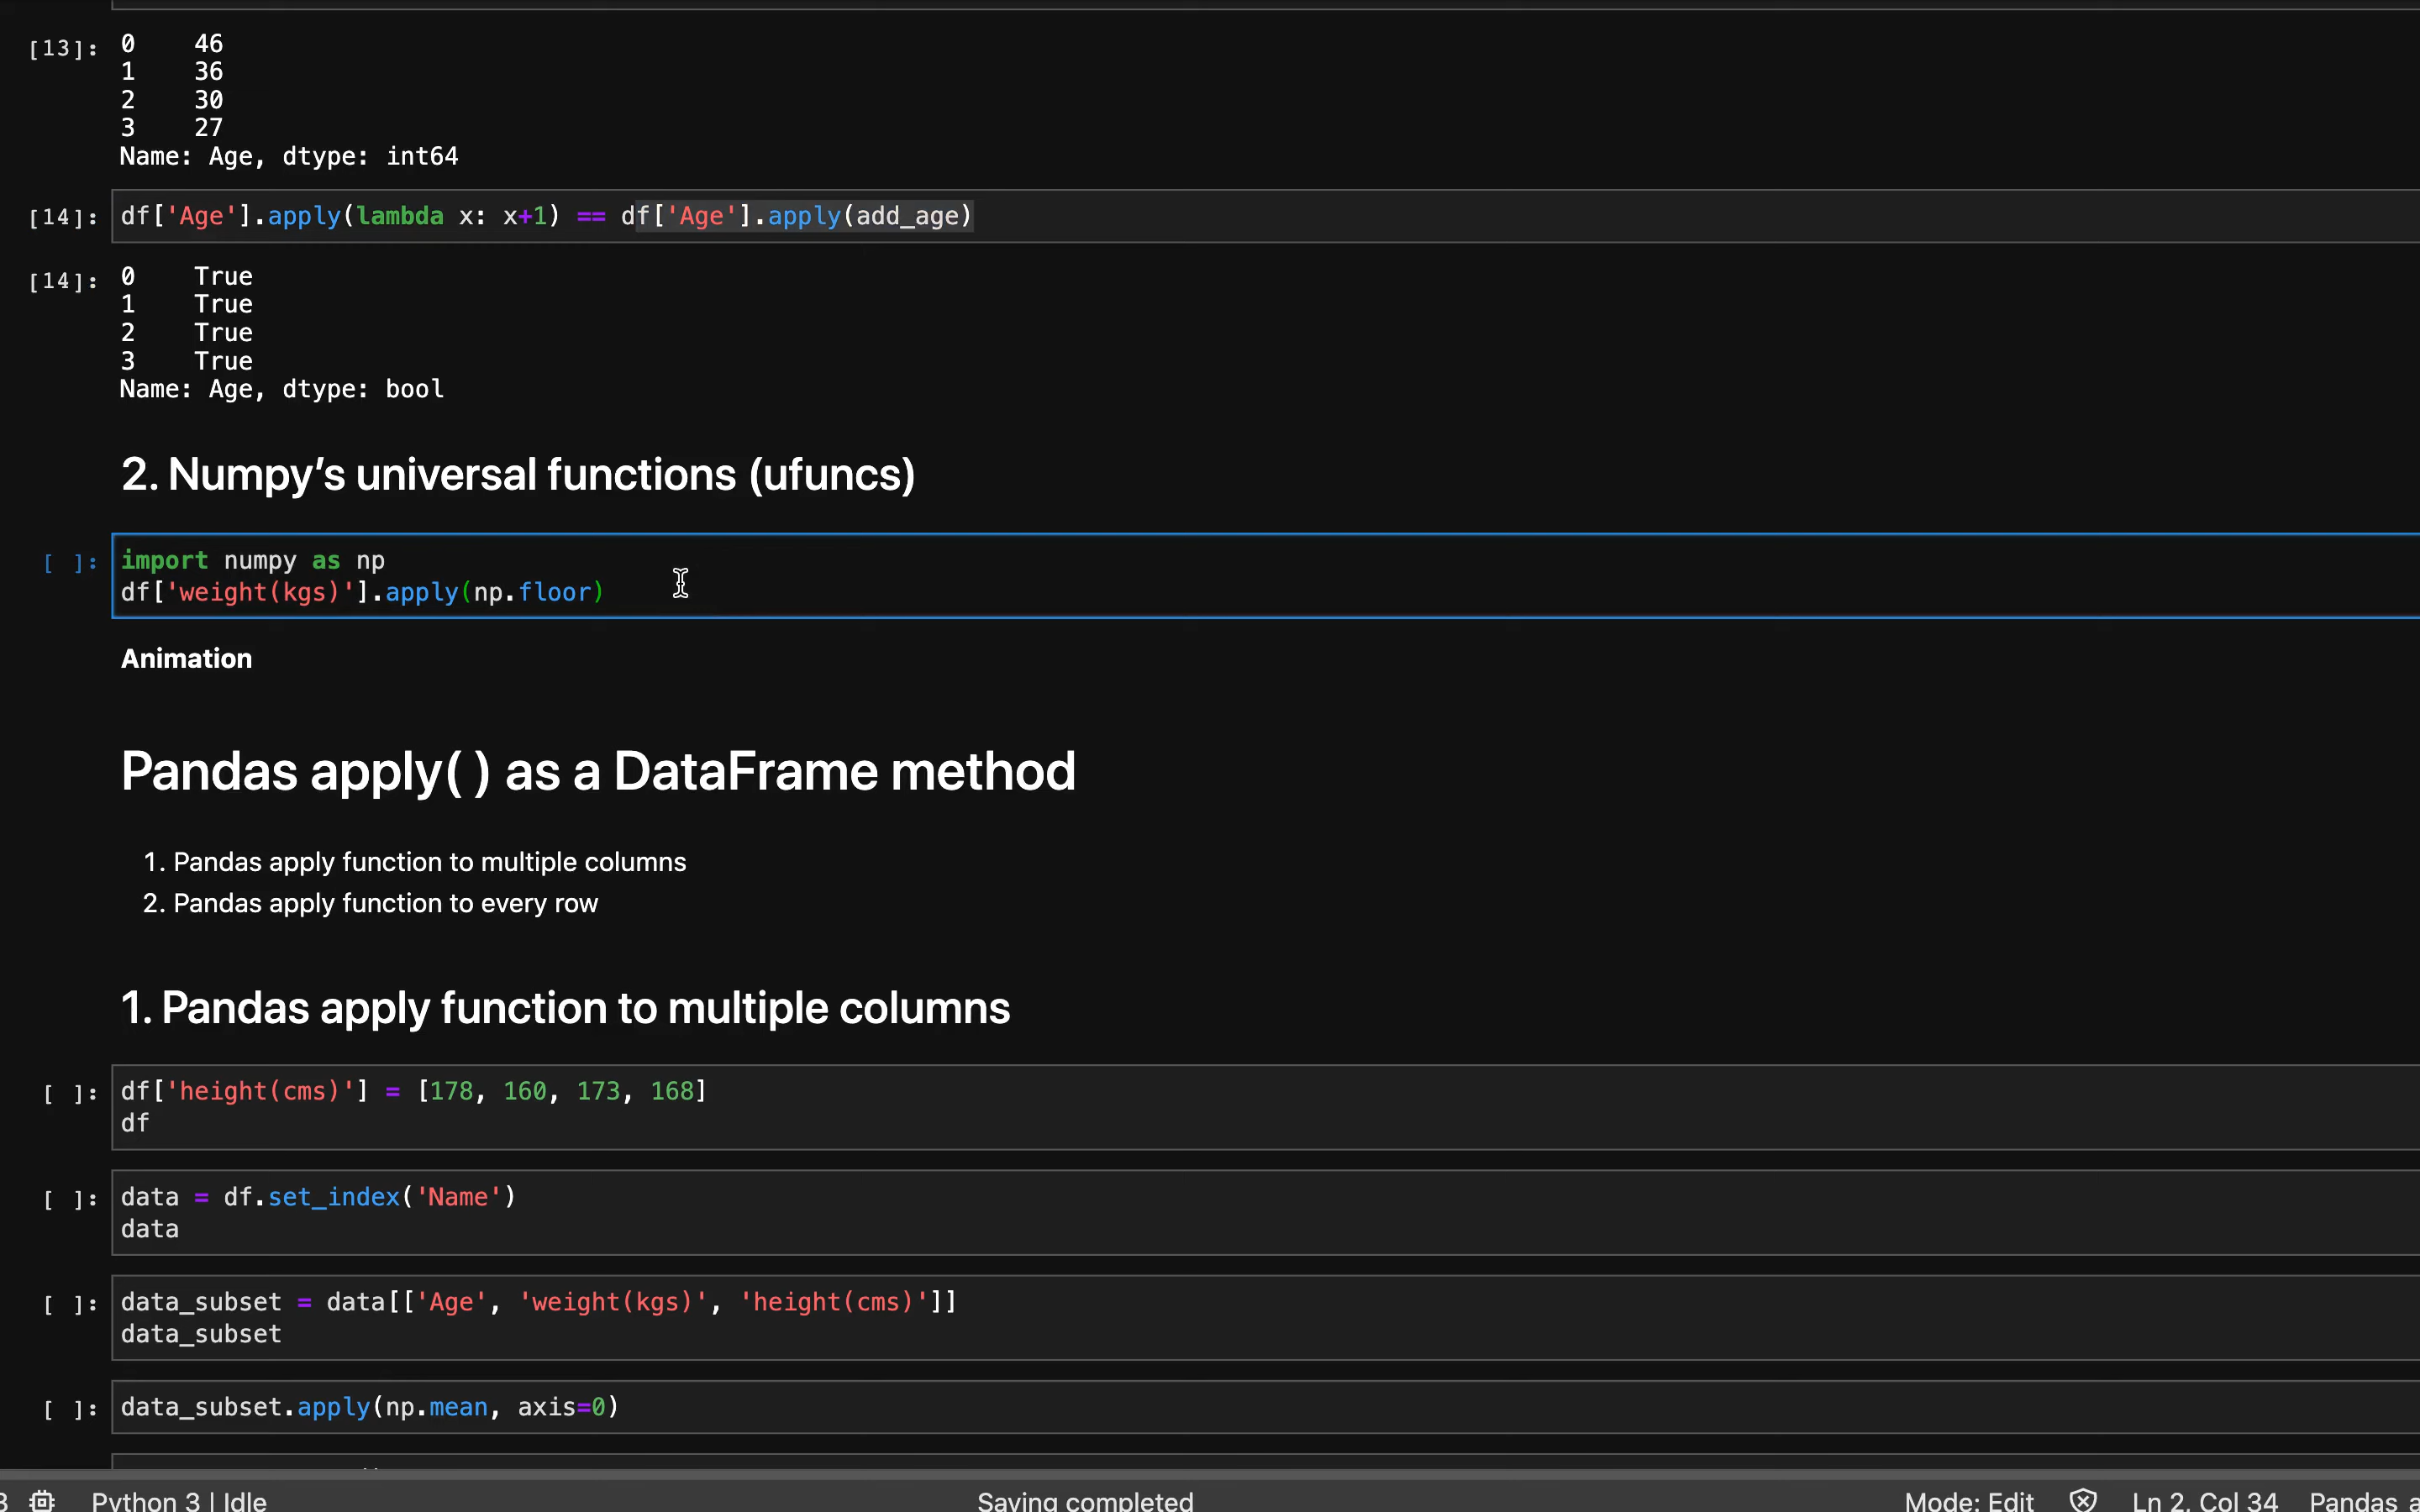 [13]: 0    46
1    36
2    30
3    27
Name: Age, dtype: int64
[14]: df['Age'].apply(lambda x: x+1) == df['Age'].apply(add_age)
[14]: 0    True
1    True
2    True
3    True
Name: Age, dtype: bool
2. Numpy's universal functions (ufuncs)
[ ]: import numpy as np
df['weight(kgs)'].apply(np.floor)
Animation
Pandas apply( ) as a DataFrame method
1. Pandas apply function to multiple columns
2. Pandas apply function to every row
1. Pandas apply function to multiple columns
[ ]: df['height(cms)'] = [178, 160, 173, 168]
df
[ ]: data = df.set_index('Name')
data
[ ]: data_subset = data[['Age', 'weight(kgs)', 'height(cms)']]
data_subset
[ ]: data_subset.apply(np.mean, axis=0)
Python 3 | Idle Saving completed Mode: Edit Ln 2, Col 34 Pandas